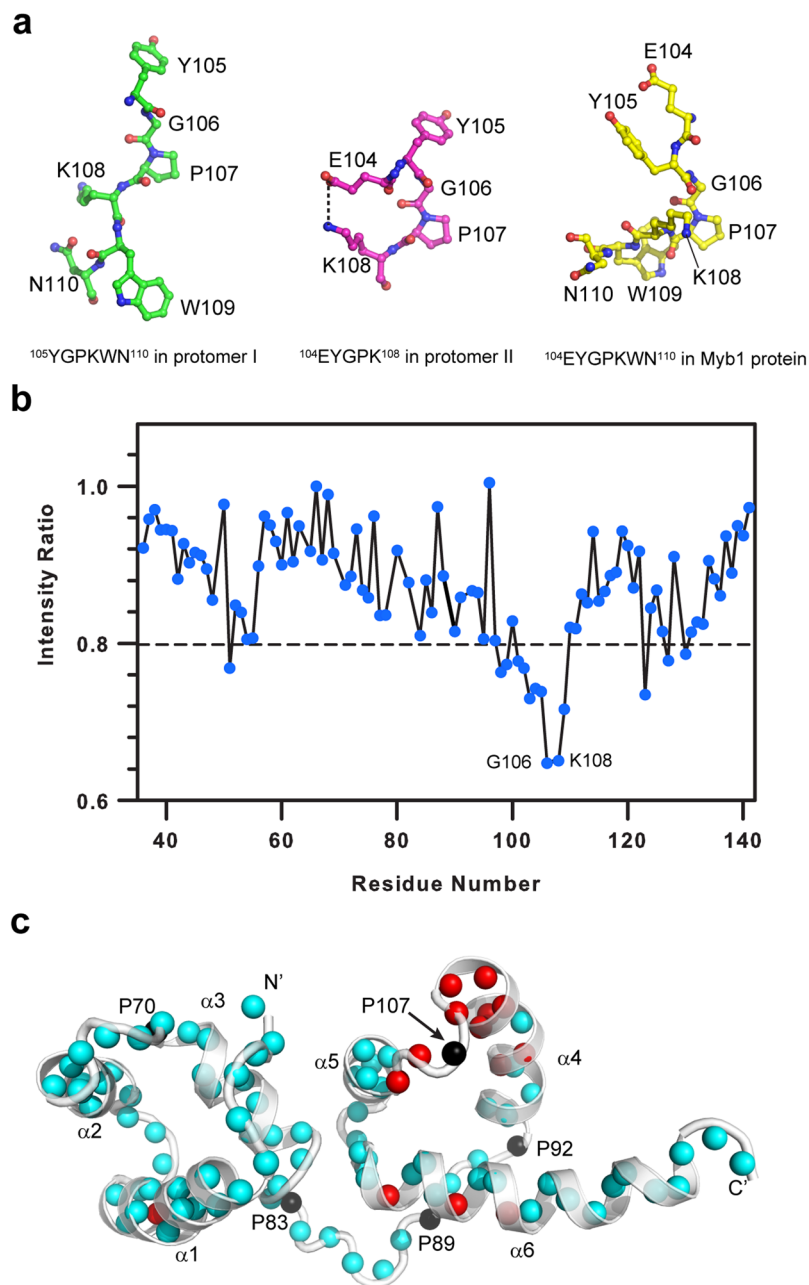 a
Y105
G106
K108
P107
N110
W109
¹⁰⁵YGPKWN¹¹⁰ in protomer I
Y105
E104
G106
P107
K108
¹⁰⁴EYGPK¹⁰⁸ in protomer II
E104
Y105
G106
P107
K108
N110
W109
¹⁰⁴EYGPKWN¹¹⁰ in Myb1 protein
b
Intensity Ratio
1.0
0.8
0.6
G106
K108
40
60
80
100
120
140
Residue Number
c
N'
P70
α3
P107
α5
α4
α2
P92
C'
P83
P89
α1
α6